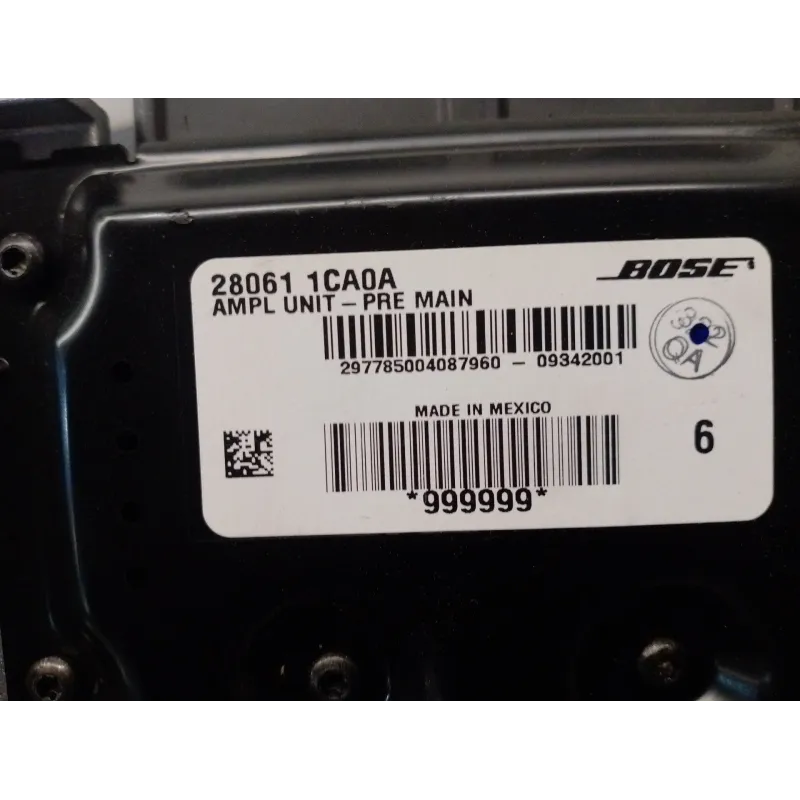 28061 1CA0A
BOSE
AMPL UNIT – PRE MAIN
297785004087960 – 09342001
QA
MADE IN MEXICO
6
*999999*